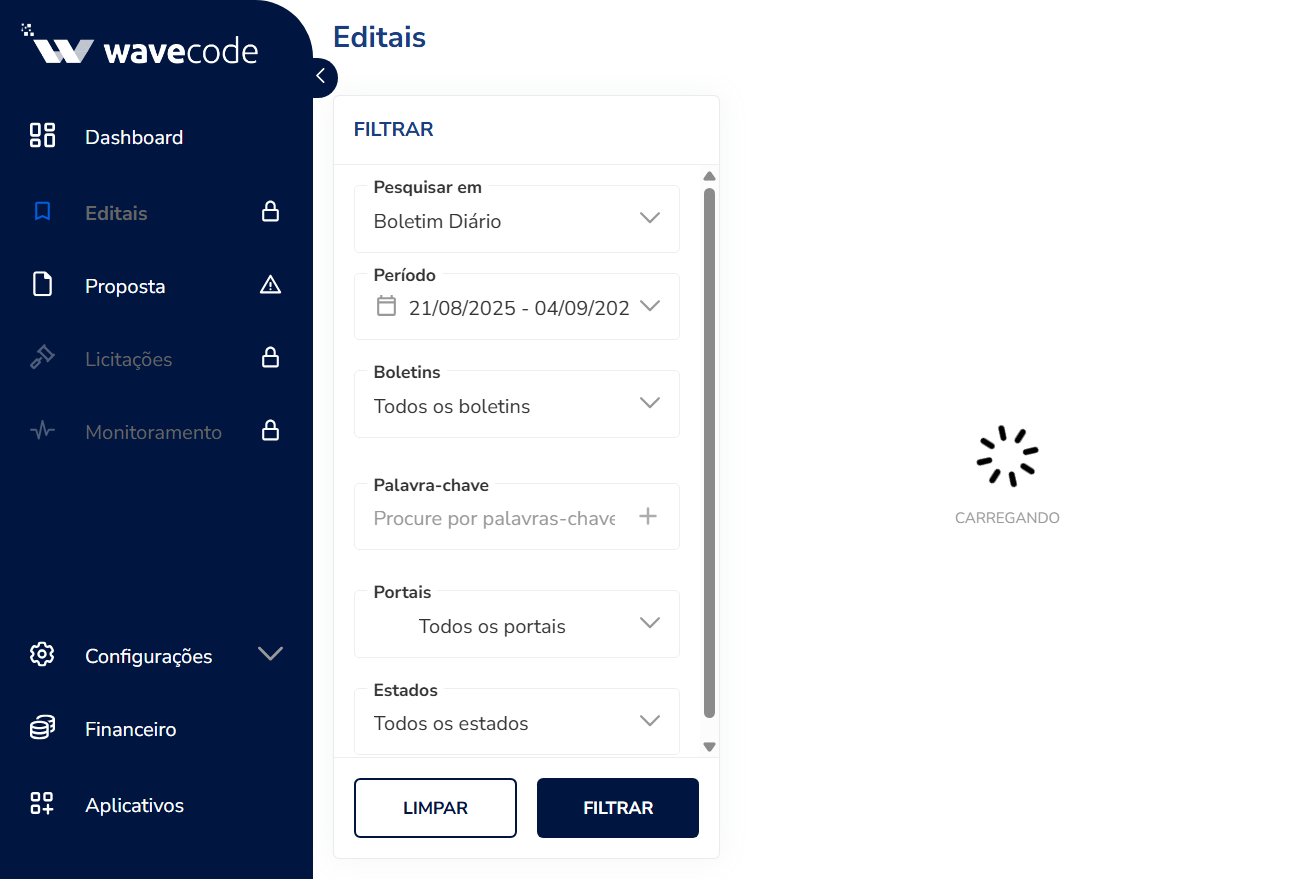 wavecode
Editais
Dashboard
Editais
Proposta
Licitações
Monitoramento
Configurações
Financeiro
Aplicativos
FILTRAR
Pesquisar em
Boletim Diário
Período
21/08/2025 - 04/09/202
Boletins
Todos os boletins
Palavra-chave
Procure por palavras-chave
Portais
Todos os portais
Estados
Todos os estados
LIMPAR
FILTRAR
CARREGANDO